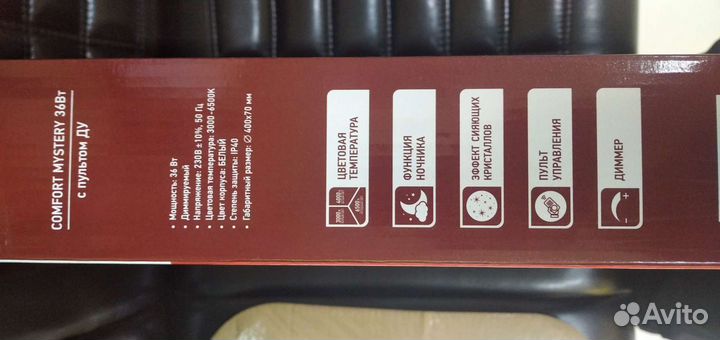 COMFORT MYSTERY 36Вт
с пультом ДУ
• Мощность: 36 Вт
• Диммируемый
• Напряжение: 230В ±10%, 50 Гц
• Цветовая температура: 3000-6500К
• Цвет корпуса: БЕЛЫЙ
• Степень защиты: IP40
• Габаритный размер: ∅ 400x70 мм
ЦВЕТОВАЯ
ТЕМПЕРАТУРА
ФУНКЦИЯ
НОЧНИКА
ЭФФЕКТ СИЯЮЩИХ
КРИСТАЛЛОВ
ПУЛЬТ
УПРАВЛЕНИЯ
ДИММЕР
Avito